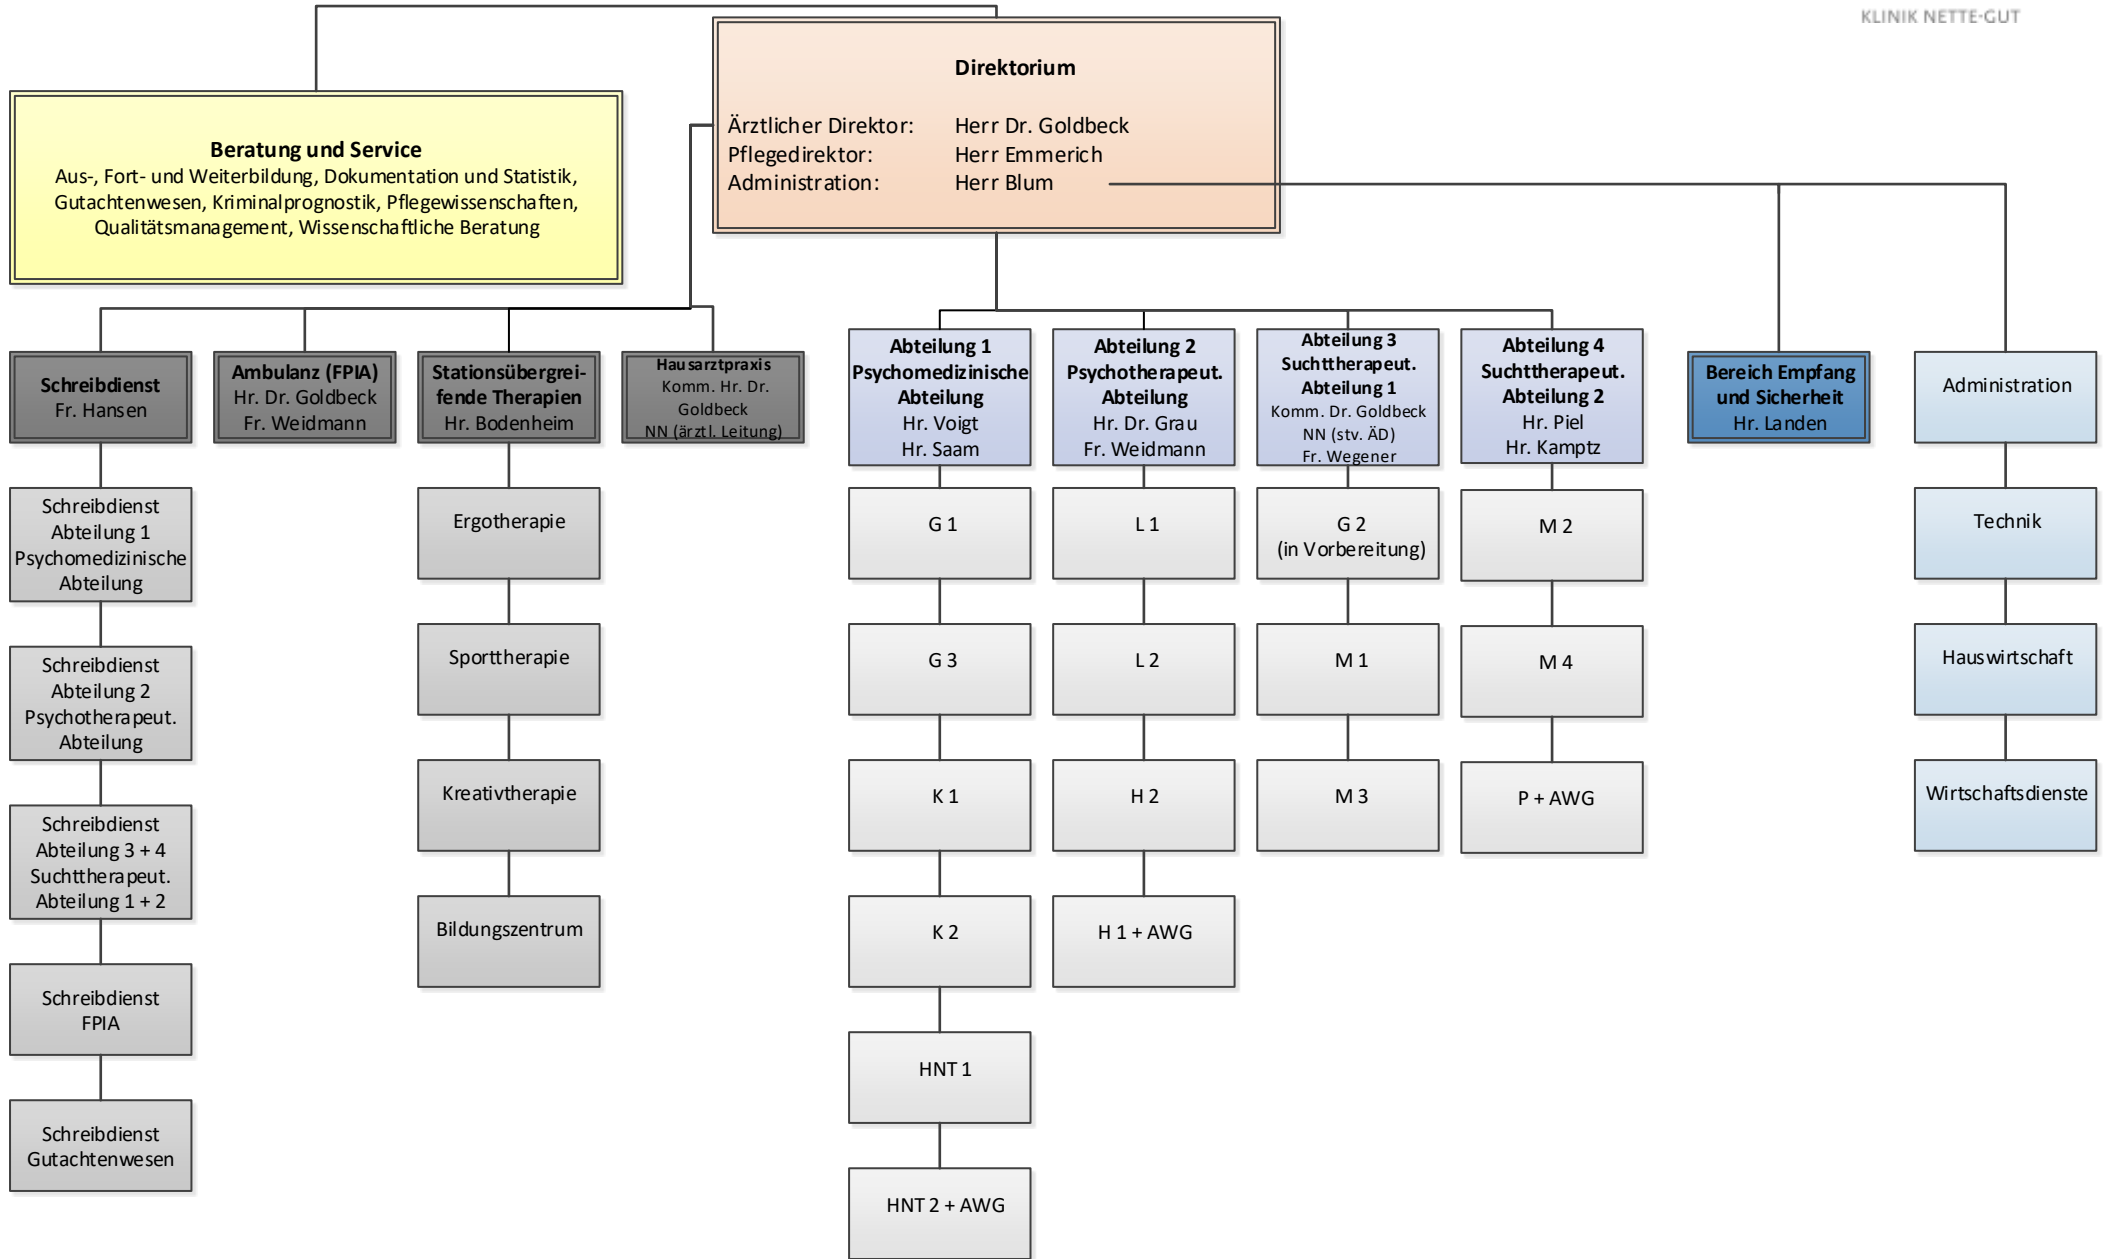 KLINIK NETTE-GUT
Direktorium
Ärztlicher Direktor: Herr Dr. Goldbeck
Pflegedirektor: Herr Emmerich
Administration: Herr Blum
Beratung und Service
Aus-, Fort- und Weiterbildung, Dokumentation und Statistik,
Gutachtenwesen, Kriminalprognostik, Pflegewissenschaften,
Qualitätsmanagement, Wissenschaftliche Beratung
Schreibdienst
Fr. Hansen
Schreibdienst
Abteilung 1
Psychomedizinische
Abteilung
Schreibdienst
Abteilung 2
Psychotherapeut.
Abteilung
Schreibdienst
Abteilung 3 + 4
Suchttherapeut.
Abteilung 1 + 2
Schreibdienst
FPIA
Schreibdienst
Gutachtenwesen
Ambulanz (FPIA)
Hr. Dr. Goldbeck
Fr. Weidmann
Stationsübergrei-
fende Therapien
Hr. Bodenheim
Ergotherapie
Sporttherapie
Kreativtherapie
Bildungszentrum
Hausarztpraxis
Komm. Hr. Dr.
Goldbeck
NN (ärztl. Leitung)
Abteilung 1
Psychomedizinische
Abteilung
Hr. Voigt
Hr. Saam
G 1
G 3
K 1
K 2
HNT 1
HNT 2 + AWG
Abteilung 2
Psychotherapeut.
Abteilung
Hr. Dr. Grau
Fr. Weidmann
L 1
L 2
H 2
H 1 + AWG
Abteilung 3
Suchttherapeut.
Abteilung 1
Komm. Dr. Goldbeck
NN (stv. ÄD)
Fr. Wegener
G 2
(in Vorbereitung)
M 1
M 3
Abteilung 4
Suchttherapeut.
Abteilung 2
Hr. Piel
Hr. Kamptz
M 2
M 4
P + AWG
Bereich Empfang
und Sicherheit
Hr. Landen
Administration
Technik
Hauswirtschaft
Wirtschaftsdienste